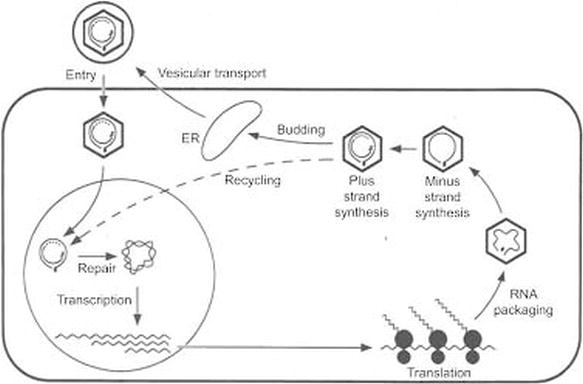 Entry
Vesicular transport
ER
Budding
Recycling
Plus
strand
synthesis
Minus
strand
synthesis
Repair
Transcription
RNA
packaging
Translation